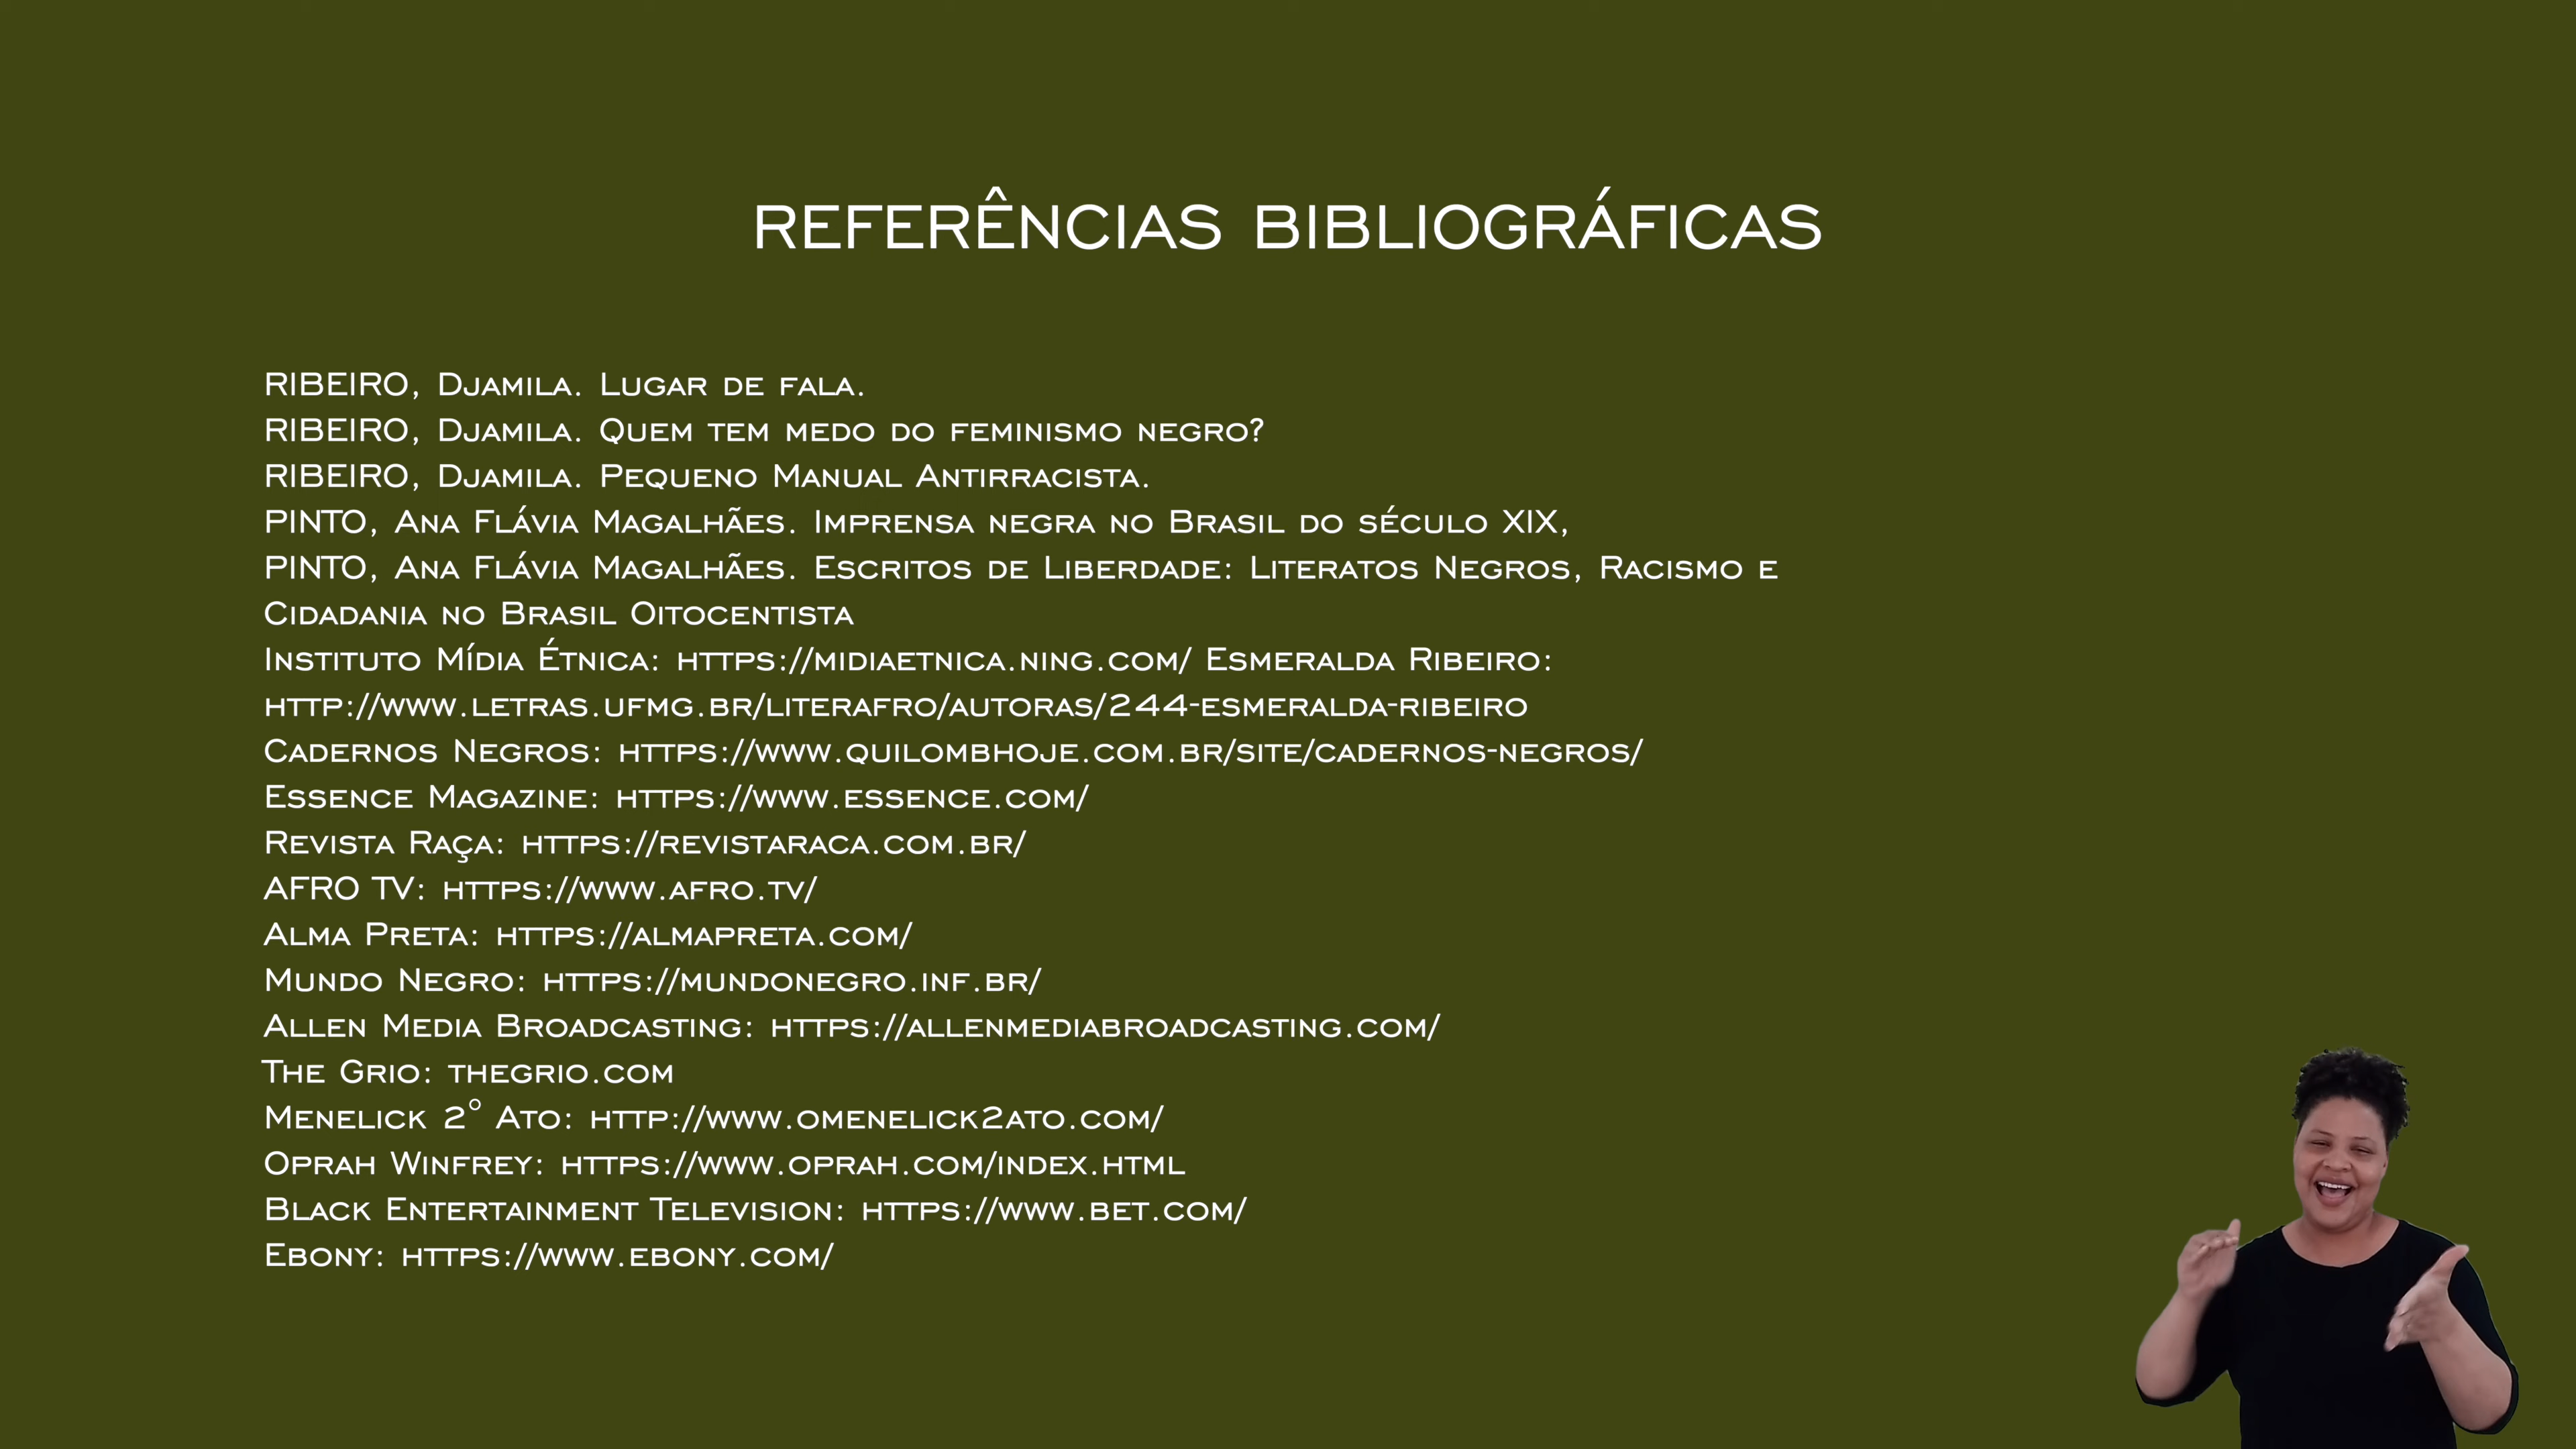 REFERÊNCIAS BIBLIOGRÁFICAS
RIBEIRO, Djamila. Lugar de fala.
RIBEIRO, Djamila. Quem tem medo do feminismo negro?
RIBEIRO, Djamila. Pequeno Manual Antirracista.
PINTO, Ana Flávia Magalhães. Imprensa negra no Brasil do século XIX,
PINTO, Ana Flávia Magalhães. Escritos de Liberdade: Literatos Negros, Racismo e
Cidadania no Brasil Oitocentista
Instituto Mídia Étnica: https://midiaetnica.ning.com/ Esmeralda Ribeiro:
http://www.letras.ufmg.br/literafro/autoras/244-esmeralda-ribeiro
Cadernos Negros: https://www.quilombhoje.com.br/site/cadernos-negros/
Essence Magazine: https://www.essence.com/
Revista Raça: https://revistaraca.com.br/
AFRO TV: https://www.afro.tv/
Alma Preta: https://almapreta.com/
Mundo Negro: https://mundonegro.inf.br/
Allen Media Broadcasting: https://allenmediabroadcasting.com/
The Grio: thegrio.com
Menelick 2° Ato: http://www.omenelick2ato.com/
Oprah Winfrey: https://www.oprah.com/index.html
Black Entertainment Television: https://www.bet.com/
Ebony: https://www.ebony.com/